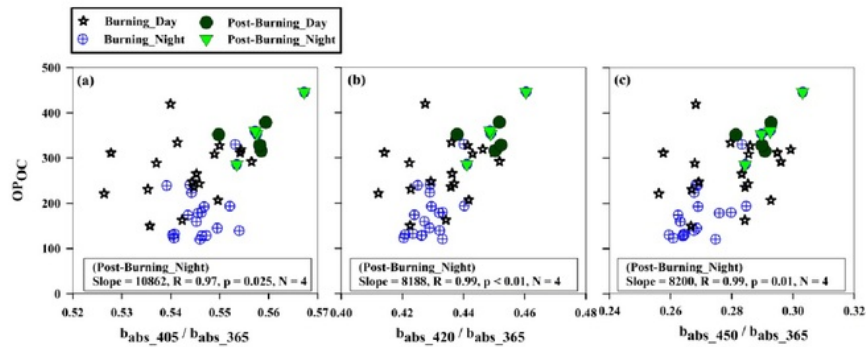 Burning_Day Post-Burning_Day
Burning_Night Post-Burning_Night
OP_OC
500
400
300
200
100
0
(a)
(Post-Burning_Night)
Slope = 10862, R = 0.97, p = 0.025, N = 4
0.52 0.53 0.54 0.55 0.56 0.57
b_abs_405 / b_abs_365
(b)
(Post-Burning_Night)
Slope = 8188, R = 0.99, p < 0.01, N = 4
0.40 0.42 0.44 0.46 0.48
b_abs_420 / b_abs_365
(c)
(Post-Burning_Night)
Slope = 8200, R = 0.99, p = 0.01, N = 4
0.24 0.26 0.28 0.30 0.32
b_abs_450 / b_abs_365